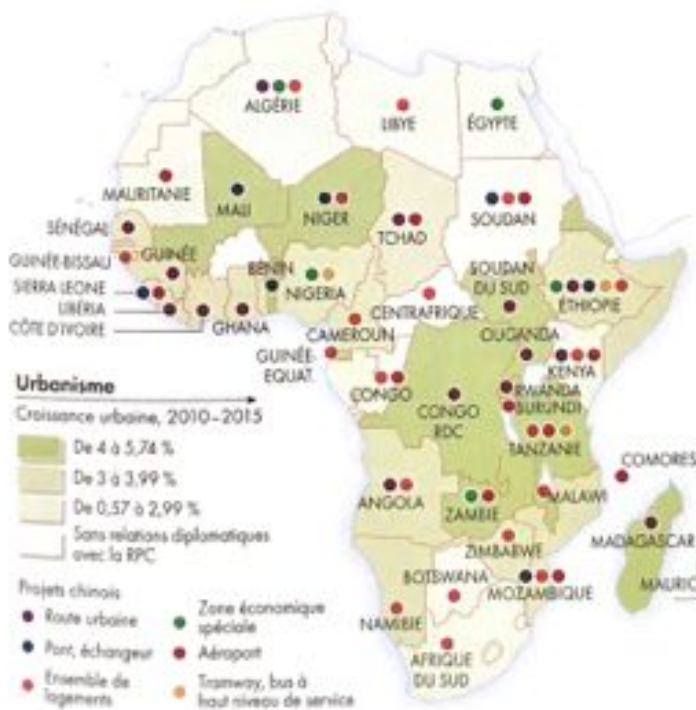 ALGÉRIE
LIBYE
ÉGYPTE
MAURITANIE
MALI
NIGER
TCHAD
SOUDAN
SÉNÉGAL
GUINÉE-BISSAU
GUINÉE
SIERRA LEONE
LIBÉRIA
CÔTE D'IVOIRE
GHANA
BENIN
NIGERIA
CAMEROUN
CENTRAFRIQUE
SOUDAN
DU SUD
ÉTHIOPIE
GUINÉE-
EQUAT.
CONGO
CONGO
RDC
OUGANDA
KENYA
RWANDA
BURUNDI
TANZANIE
COMORES
ANGOLA
ZAMBIE
MALAWI
ZIMBABWE
MOZAMBIQUE
MADAGASCAR
MAURIC
BOTSWANA
NAMIBIE
AFRIQUE
DU SUD
Urbanisme
Croissance urbaine, 2010-2015
De 4 à 5,74 %
De 3 à 3,99 %
De 0,57 à 2,99 %
Sans relations diplomatiques
avec la RPC
Projets chinois
Route urbaine
Pont, échangeur
Ensemble de
logements
Zone économique
spéciale
Aéroport
Tramway, bus à
haut niveau de service